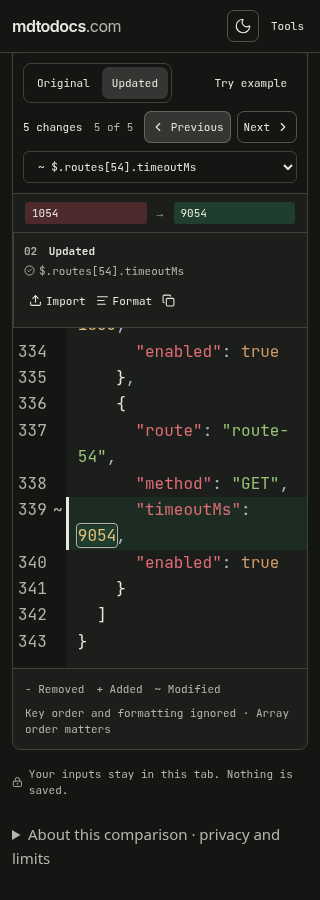 mdtodocs.com
Tools
Original Updated Try example
5 changes 5 of 5 Previous Next
~ $.routes[54].timeoutMs
1054 → 9054
02 Updated
$.routes[54].timeoutMs
Import Format
334 "enabled": true
335 },
336 {
337 "route": "route-
54",
338 "method": "GET",
339 ~ "timeoutMs":
9054,
340 "enabled": true
341 }
342 ]
343 }
- Removed + Added ~ Modified
Key order and formatting ignored · Array
order matters
Your inputs stay in this tab. Nothing is
saved.
▶ About this comparison · privacy and
limits